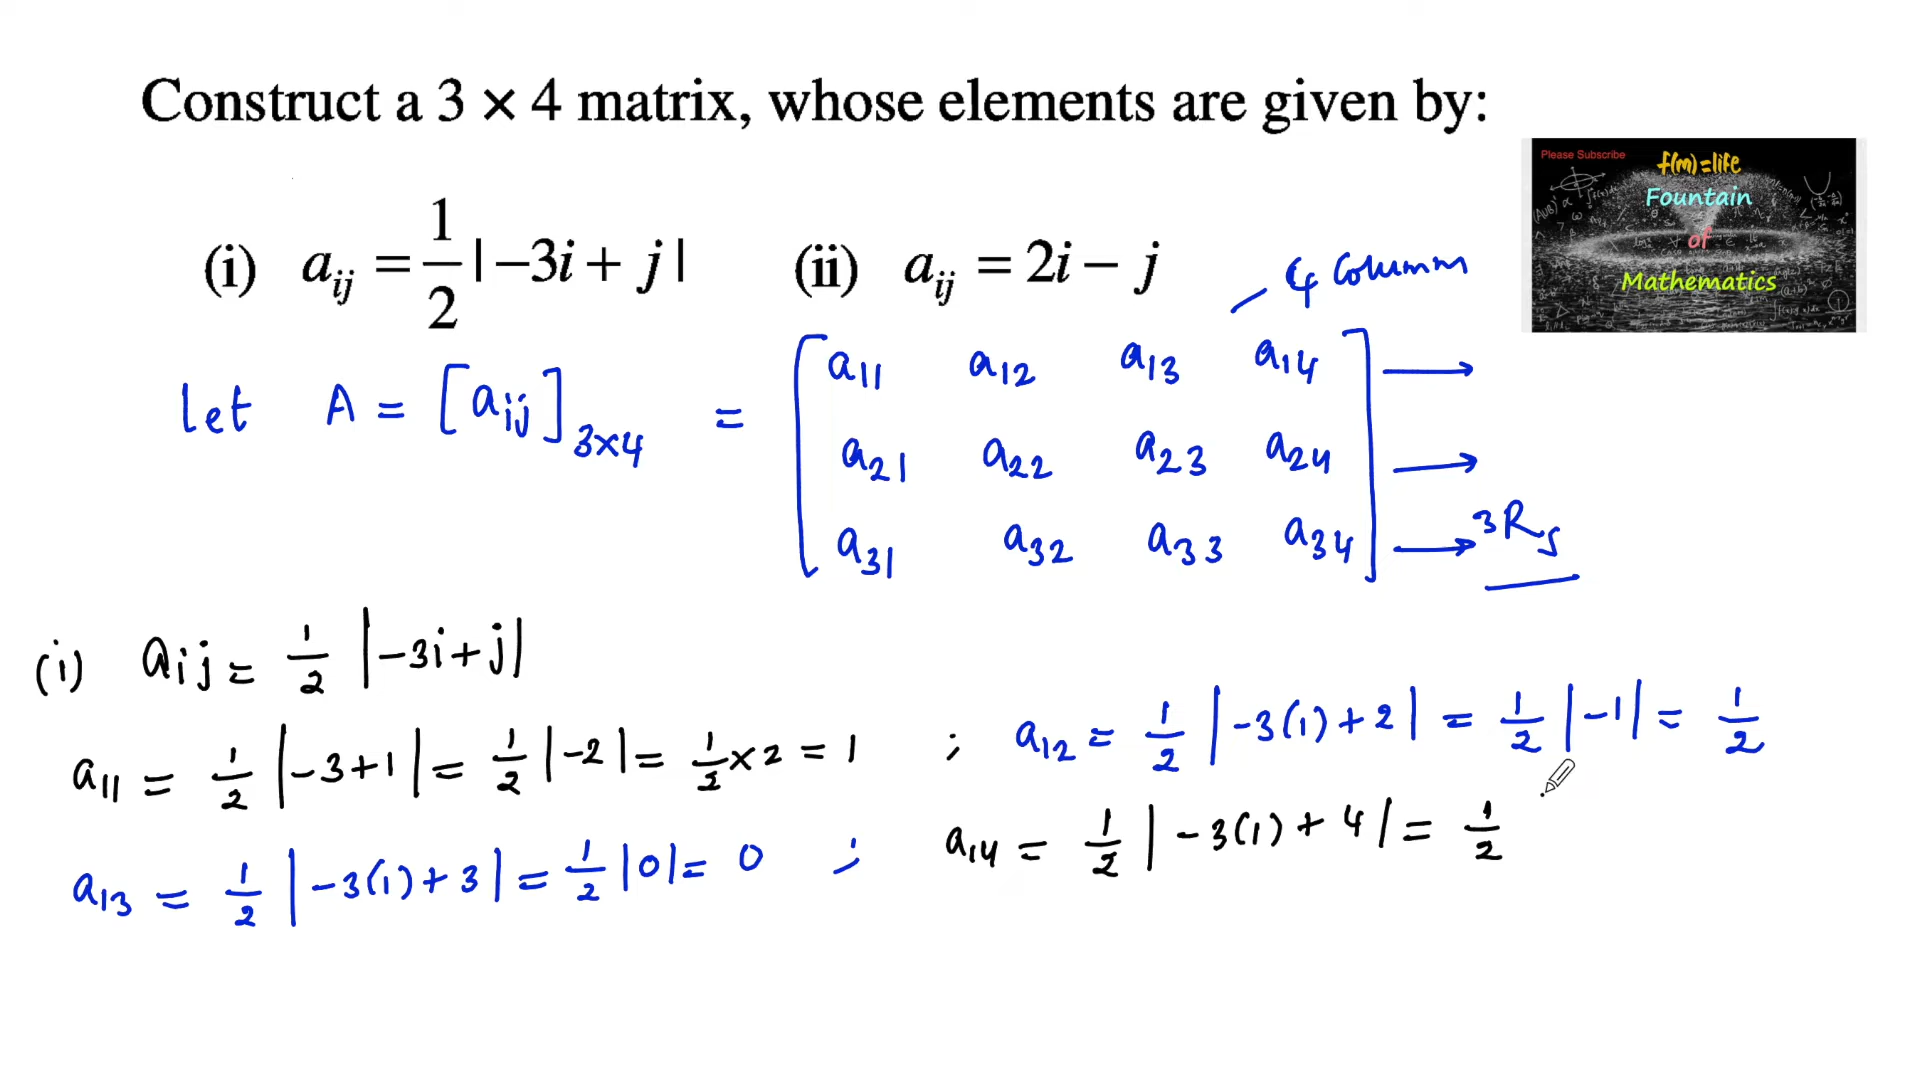 Construct a 3 × 4 matrix, whose elements are given by:
Please Subscribe
f(m)=life
Fountain
of
Mathematics
(i) aij = 1/2 |−3i + j| (ii) aij = 2i − j
4 Column
let A = [aij]3×4 = [a11 a12 a13 a14
a21 a22 a23 a24
a31 a32 a33 a34] 3Rs
(i) aij = 1/2 |−3i+j|
a11 = 1/2 |−3+1| = 1/2 |−2| = 1/2 × 2 = 1 ; a12 = 1/2 |−3(1)+2| = 1/2 |−1| = 1/2
a13 = 1/2 |−3(1)+3| = 1/2 |0| = 0 ; a14 = 1/2 |−3(1)+4| = 1/2